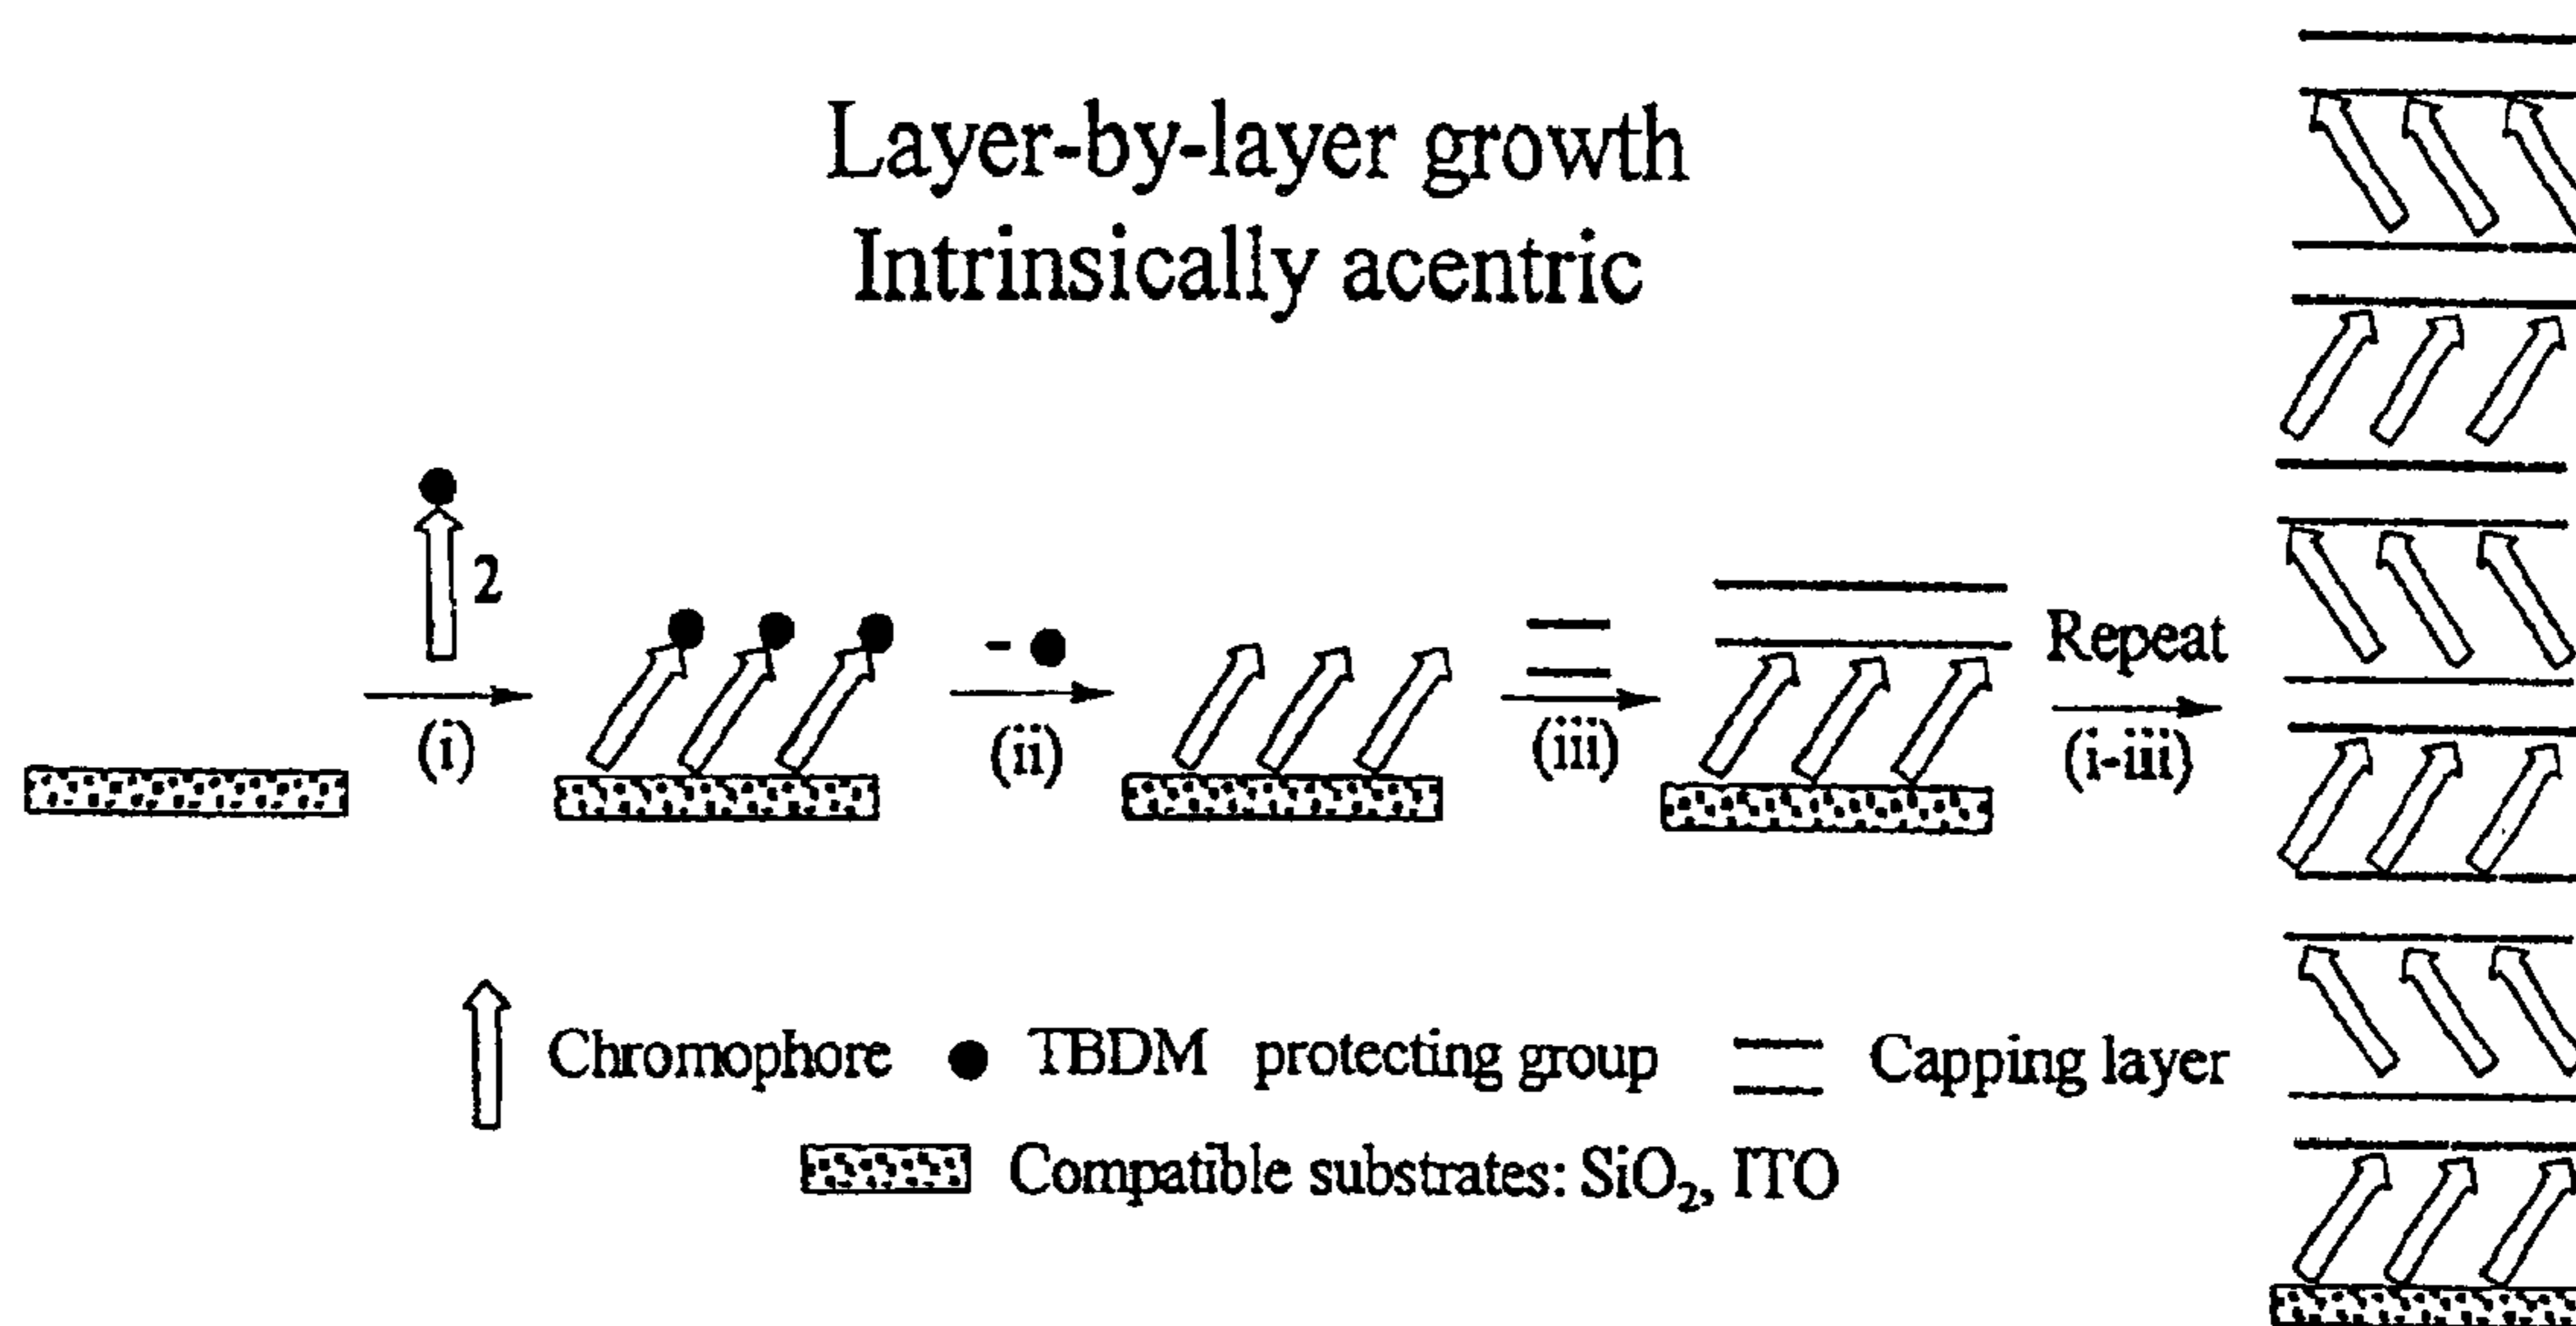 Layer-by-layer growth
Intrinsically acentric
2
(i)
-
(ii)
(iii)
Repeat
(i-iii)
Chromophore
TBDM protecting group
Capping layer
Compatible substrates: SiO₂, ITO